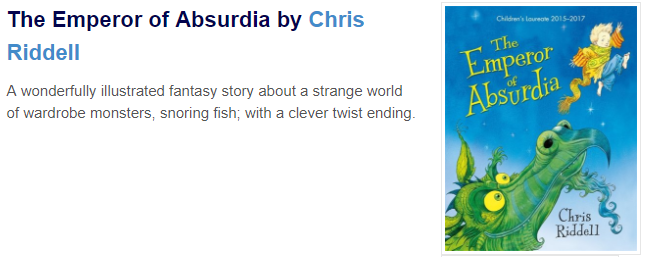 The Emperor of Absurdia by Chris
Riddell
A wonderfully illustrated fantasy story about a strange world
of wardrobe monsters, snoring fish; with a clever twist ending.
Children's Laureate 2015–2017
The
Emperor
of
Absurdia
Chris
Riddell